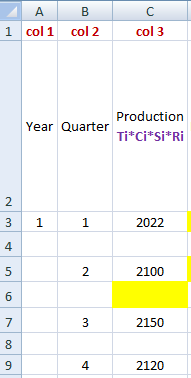 A B C
1 col 1 col 2 col 3
2 Year Quarter Production
Ti*Ci*Si*Ri
3 1 1 2022
4
5 2 2100
6
7 3 2150
8
9 4 2120